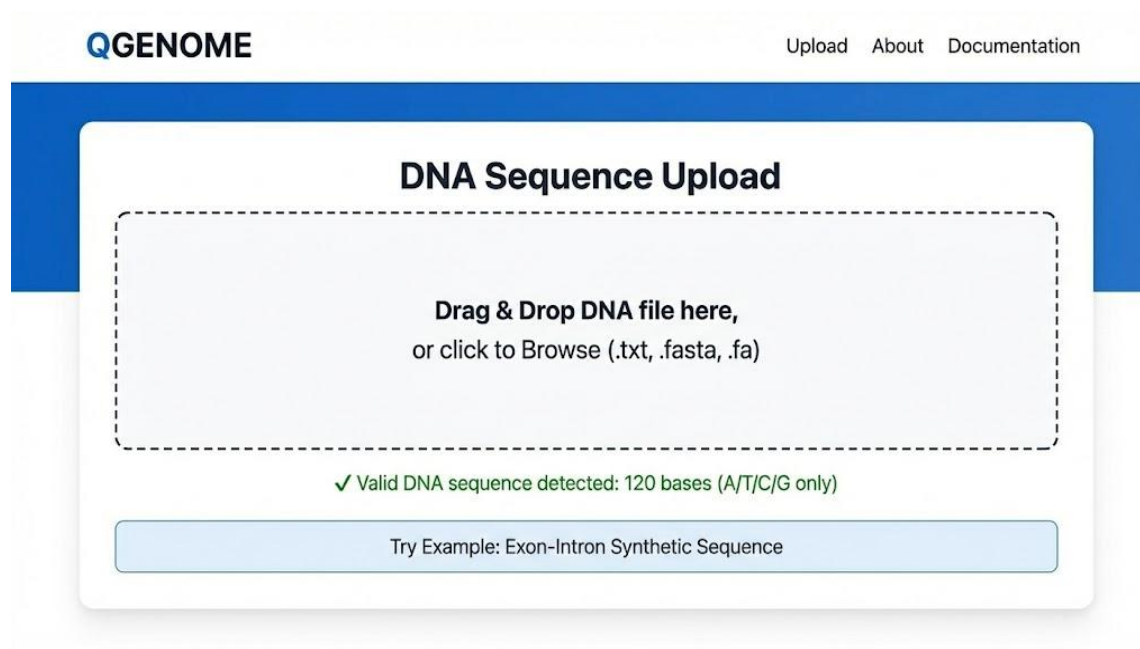 QGENOME
Upload About Documentation
DNA Sequence Upload
Drag & Drop DNA file here,
or click to Browse (.txt, .fasta, .fa)
✓ Valid DNA sequence detected: 120 bases (A/T/C/G only)
Try Example: Exon-Intron Synthetic Sequence